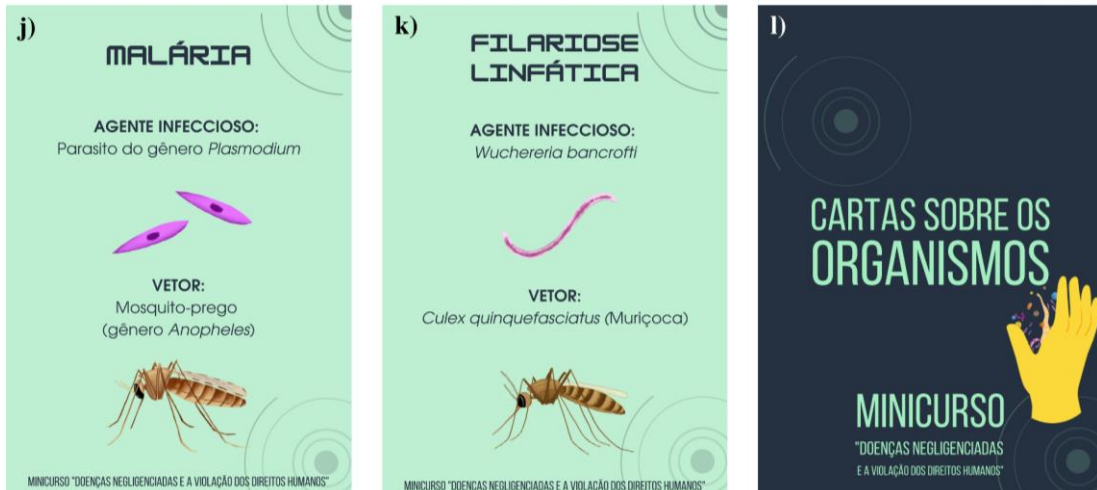 j)
MALÁRIA
AGENTE INFECCIOSO:
Parasito do gênero Plasmodium
VETOR:
Mosquito-prego
(gênero Anopheles)
MINICURSO "DOENÇAS NEGLIGENCIADAS E A VIOLAÇÃO DOS DIREITOS HUMANOS"
k)
FILARIOSE
LINFÁTICA
AGENTE INFECCIOSO:
Wuchereria bancrofti
VETOR:
Culex quinquefasciatus (Muriçoca)
MINICURSO "DOENÇAS NEGLIGENCIADAS E A VIOLAÇÃO DOS DIREITOS HUMANOS"
l)
CARTAS SOBRE OS
ORGANISMOS
MINICURSO
"DOENÇAS NEGLIGENCIADAS
E A VIOLAÇÃO DOS DIREITOS HUMANOS"